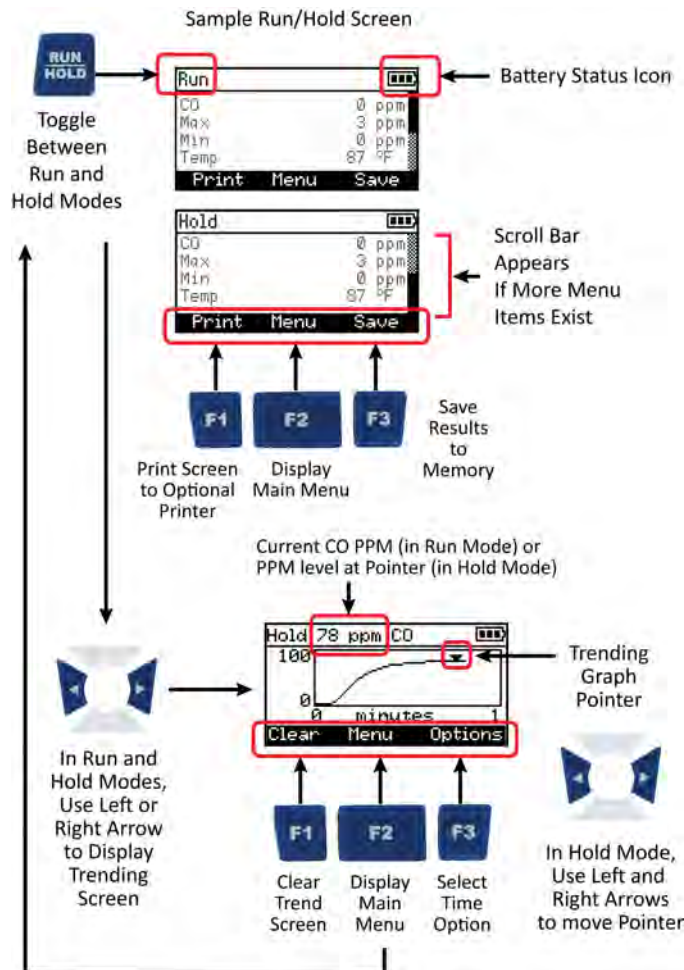 Sample Run/Hold Screen
RUN
HOLD
Toggle
Between
Run and
Hold Modes
Run
CO 0 ppm
Max 3 ppm
Min 0 ppm
Temp 87 °F
Print Menu Save
Battery Status Icon
Hold
CO 0 ppm
Max 3 ppm
Min 0 ppm
Temp 87 °F
Print Menu Save
Scroll Bar
Appears
If More Menu
Items Exist
F1
F2
F3
Print Screen
to Optional
Printer
Display
Main Menu
Save
Results
to
Memory
Current CO PPM (in Run Mode) or
PPM level at Pointer (in Hold Mode)
Hold 78 ppm CO
100
0
0 minutes 1
Clear Menu Options
Trending
Graph
Pointer
In Run and
Hold Modes,
Use Left or
Right Arrow
to Display
Trending
Screen
F1
F2
F3
Clear
Trend
Screen
Display
Main
Menu
Select
Time
Option
In Hold Mode,
Use Left and
Right Arrows
to move Pointer